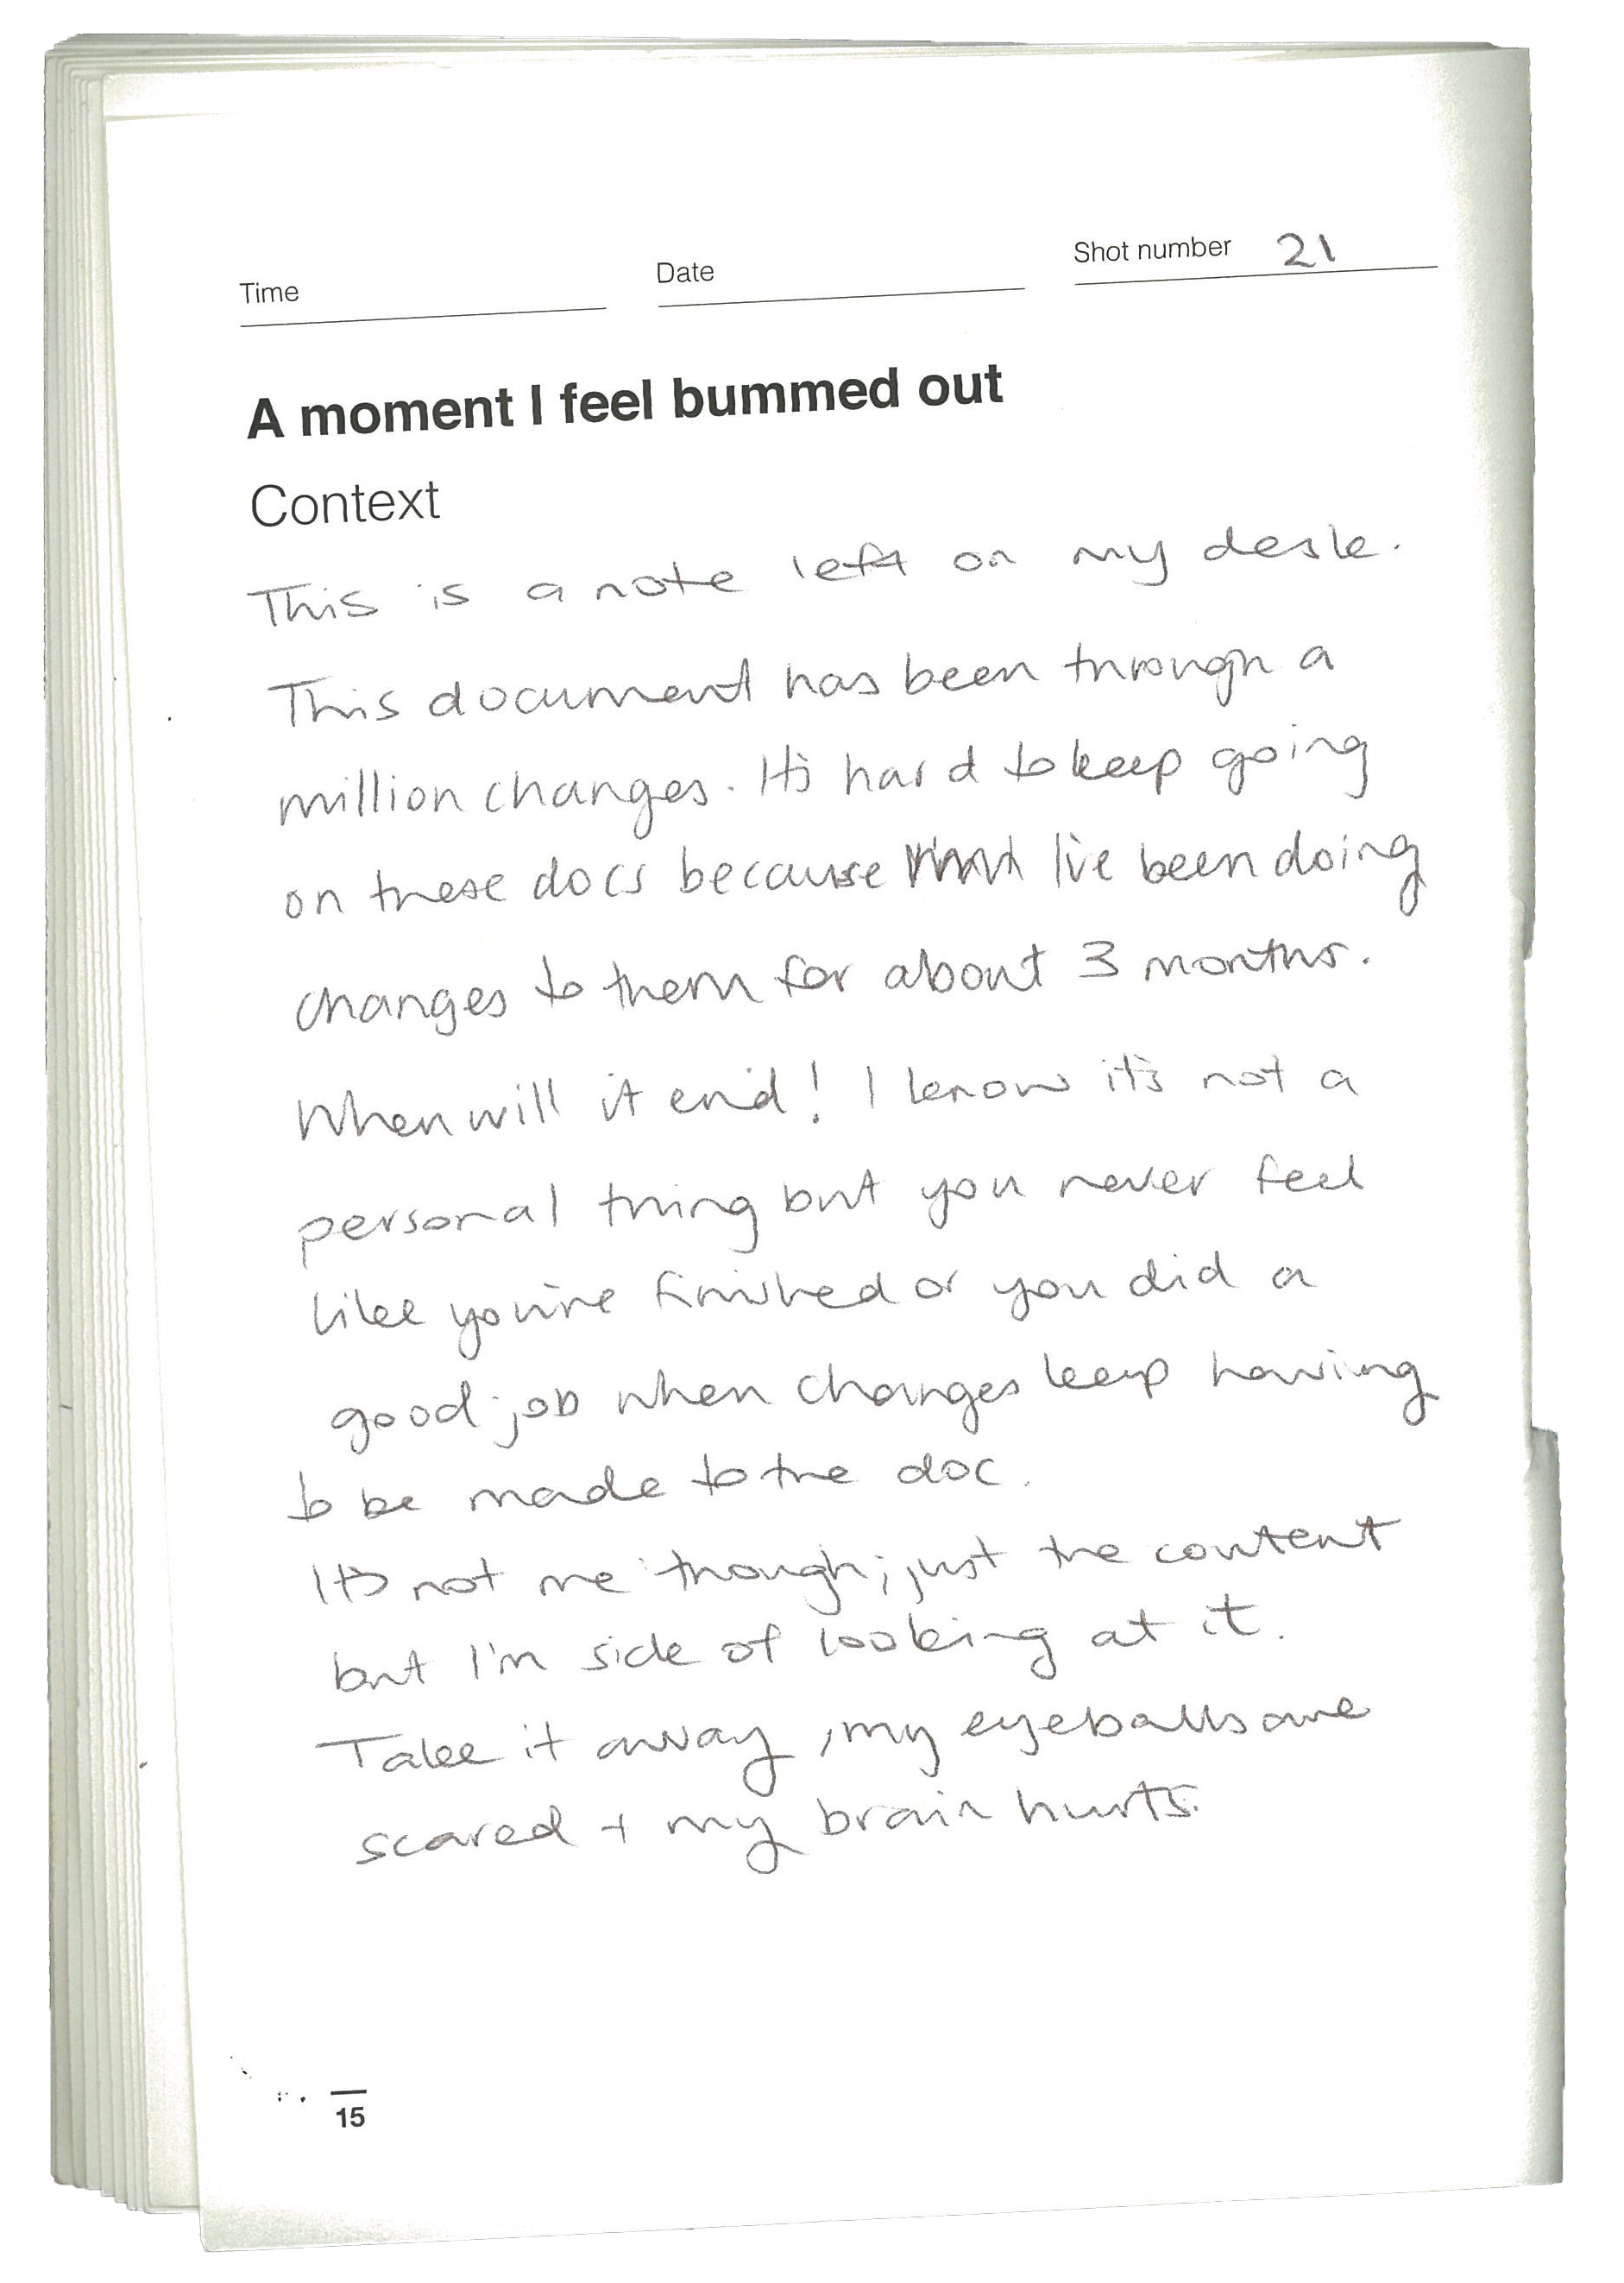 Time
Date
Shot number 21
A moment I feel bummed out
Context
This is a note left on my desk.
This document has been through a
million changes. It's hard to keep going
on these docs because I've been doing
changes to them for about 3 months.
When will it end! I know it's not a
personal thing but you never feel
like you're finished or you did a
good job when changes keep having
to be made to the doc.
It's not me though; just the content
but I'm sick of looking at it.
Take it away, my eyeballs are
scared + my brain hurts.
15